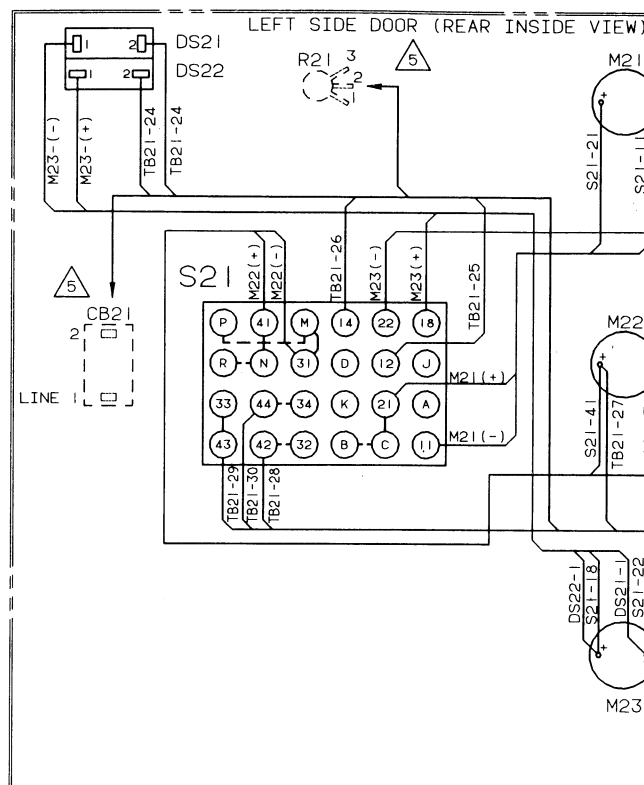 LEFT SIDE DOOR (REAR INSIDE VIEW)
1 2 DS21
1 2 DS22
R21 3
2
1
5
M21
+
M23-(-)
M23-(+)
TB21-24
TB21-24
S21-21
S21-11
5
CB21
2
LINE 1
S21
M22(+)
M22(-)
TB21-26
M23(-)
M23(+)
TB21-25
P 41 M 14 22 18
R N 31 D 12 J
33 44 34 K 21 A
43 42 32 B C 11
M21(+)
M21(-)
TB21-29
TB21-30
TB21-28
M22
+
S21-41
TB21-27
DS22-1
S21-18
DS21-1
S21-22
+
M23